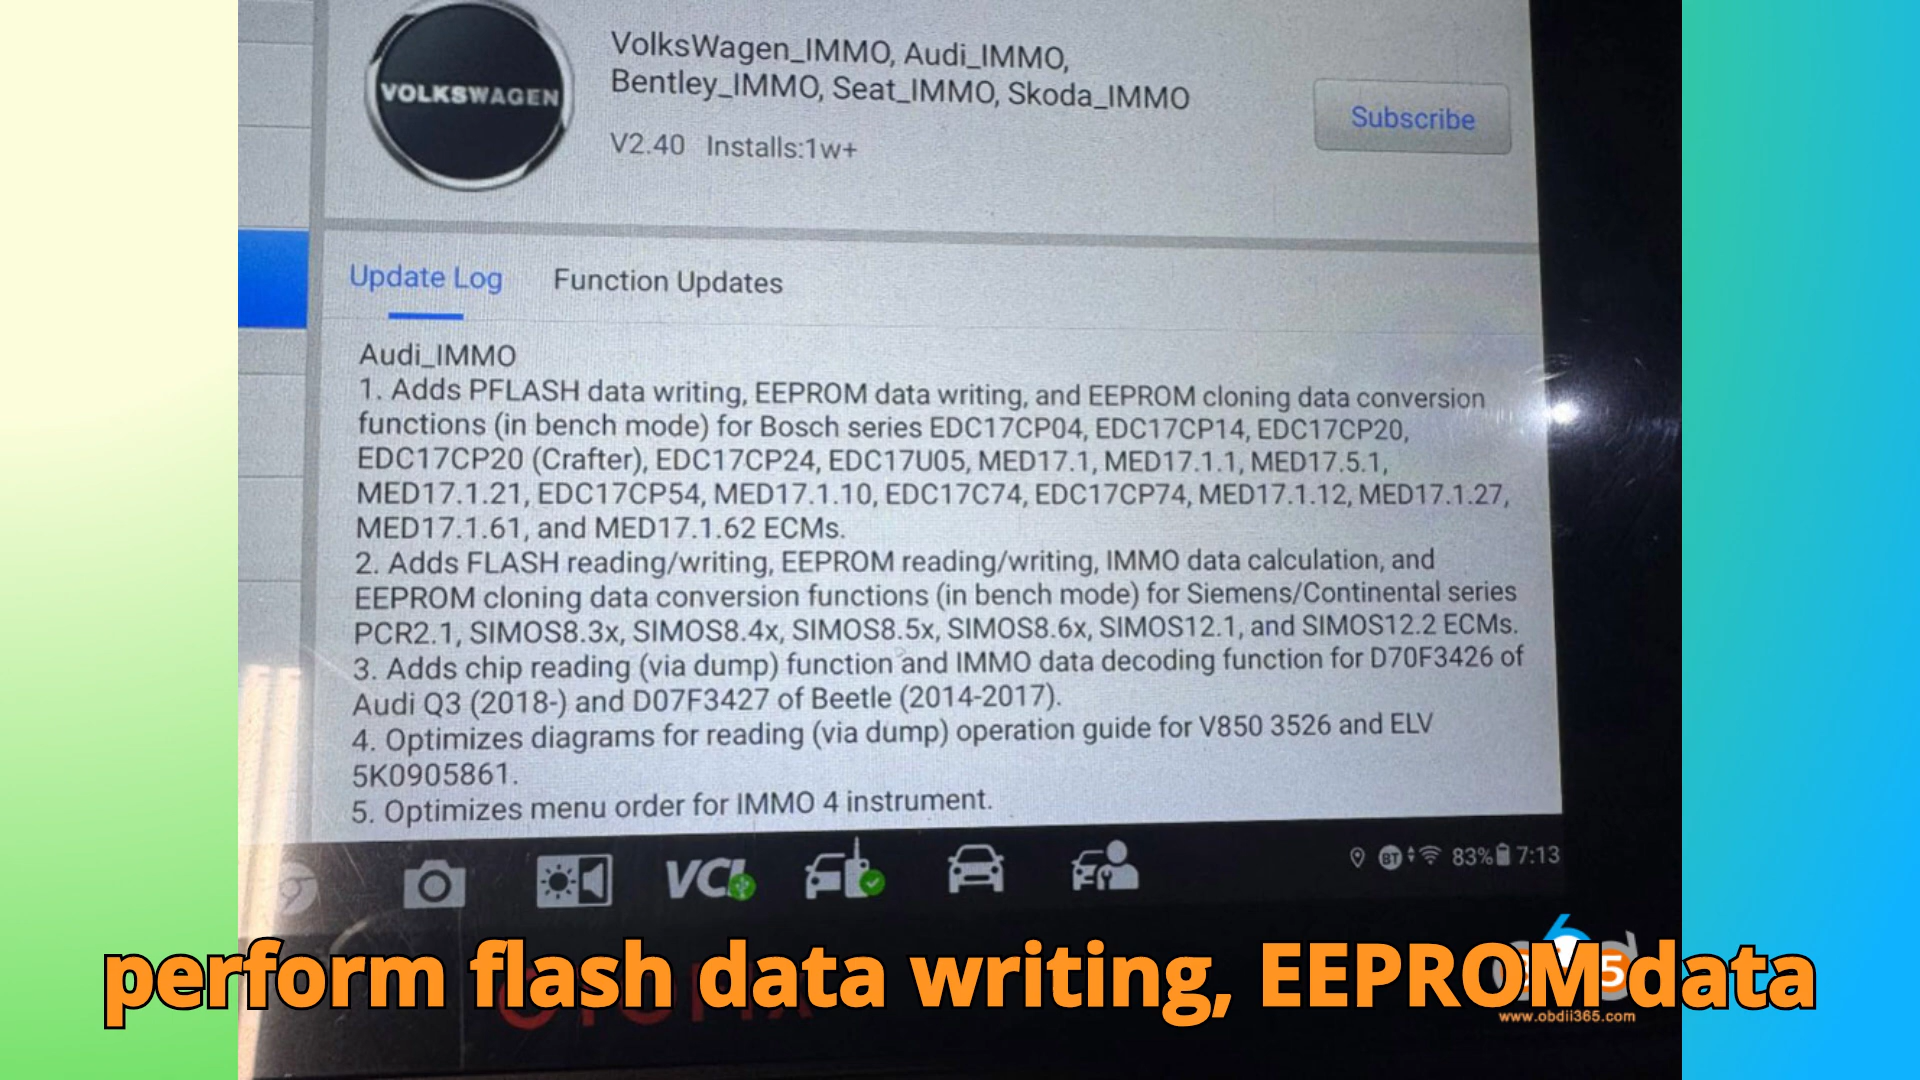 VOLKSWAGEN
VolksWagen_IMMO, Audi_IMMO,
Bentley_IMMO, Seat_IMMO, Skoda_IMMO
V2.40 Installs:1w+
Subscribe
Update Log Function Updates
Audi_IMMO
1. Adds PFLASH data writing, EEPROM data writing, and EEPROM cloning data conversion
functions (in bench mode) for Bosch series EDC17CP04, EDC17CP14, EDC17CP20,
EDC17CP20 (Crafter), EDC17CP24, EDC17U05, MED17.1, MED17.1.1, MED17.5.1,
MED17.1.21, EDC17CP54, MED17.1.10, EDC17C74, EDC17CP74, MED17.1.12, MED17.1.27,
MED17.1.61, and MED17.1.62 ECMs.
2. Adds FLASH reading/writing, EEPROM reading/writing, IMMO data calculation, and
EEPROM cloning data conversion functions (in bench mode) for Siemens/Continental series
PCR2.1, SIMOS8.3x, SIMOS8.4x, SIMOS8.5x, SIMOS8.6x, SIMOS12.1, and SIMOS12.2 ECMs.
3. Adds chip reading (via dump) function and IMMO data decoding function for D70F3426 of
Audi Q3 (2018-) and D07F3427 of Beetle (2014-2017).
4. Optimizes diagrams for reading (via dump) operation guide for V850 3526 and ELV
5K0905861.
5. Optimizes menu order for IMMO 4 instrument.
VCI
BT 83% 7:13
perform flash data writing, EEPROM data
www.obdii365.com